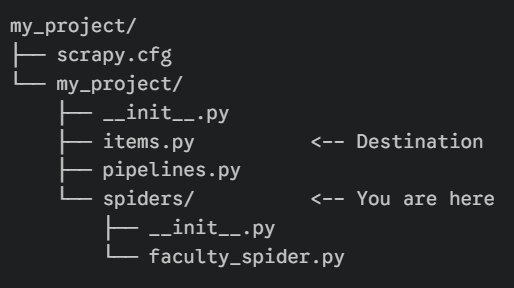 my_project/
├── scrapy.cfg
└── my_project/
    ├── __init__.py
    ├── items.py          <-- Destination
    ├── pipelines.py
    └── spiders/          <-- You are here
        ├── __init__.py
        └── faculty_spider.py